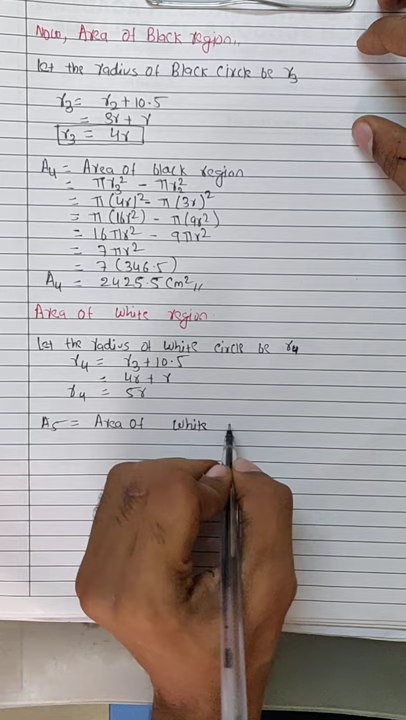 Now, Area of Black region..
let the radius of Black Circle be r3
r3 = r2 + 10.5
= 3r + r
r3 = 4r
A4 = Area of black region
= πr3² - πr2²
= π(4r)² - π(3r)²
= π(16r²) - π(9r²)
= 16πr² - 9πr²
= 7πr²
= 7(346.5)
A4 = 2425.5 Cm²,,
Area of White region
let the radius of white circle be r4
r4 = r3 + 10.5
= 4r + r
r4 = 5r
A5 = Area of White